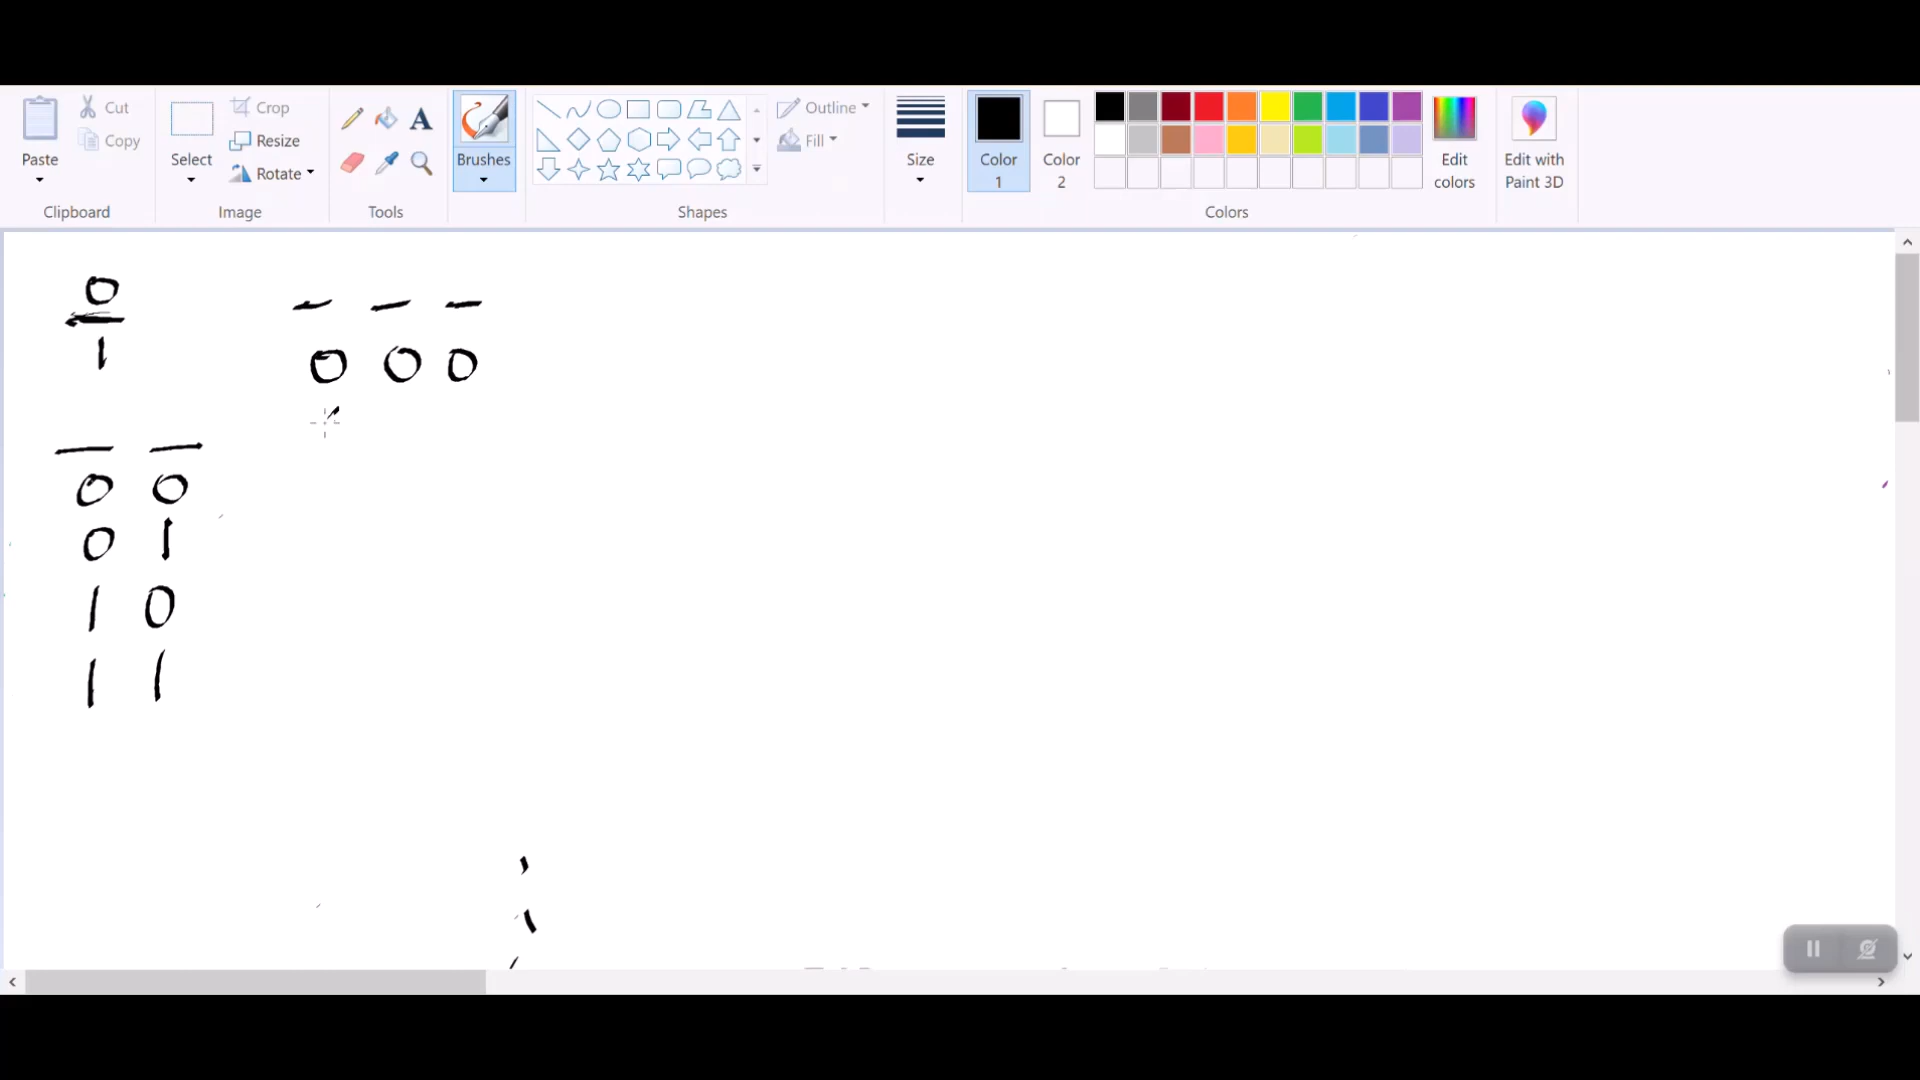 Paste
Cut
Copy
Clipboard
Select
Crop
Resize
Rotate
Image
A
Tools
Brushes
Shapes
Outline
Fill
Size
Color
1
Color
2
Colors
Edit
colors
Edit with
Paint 3D
0
1
0 0
0 1
1 0
1 1
0 0 0